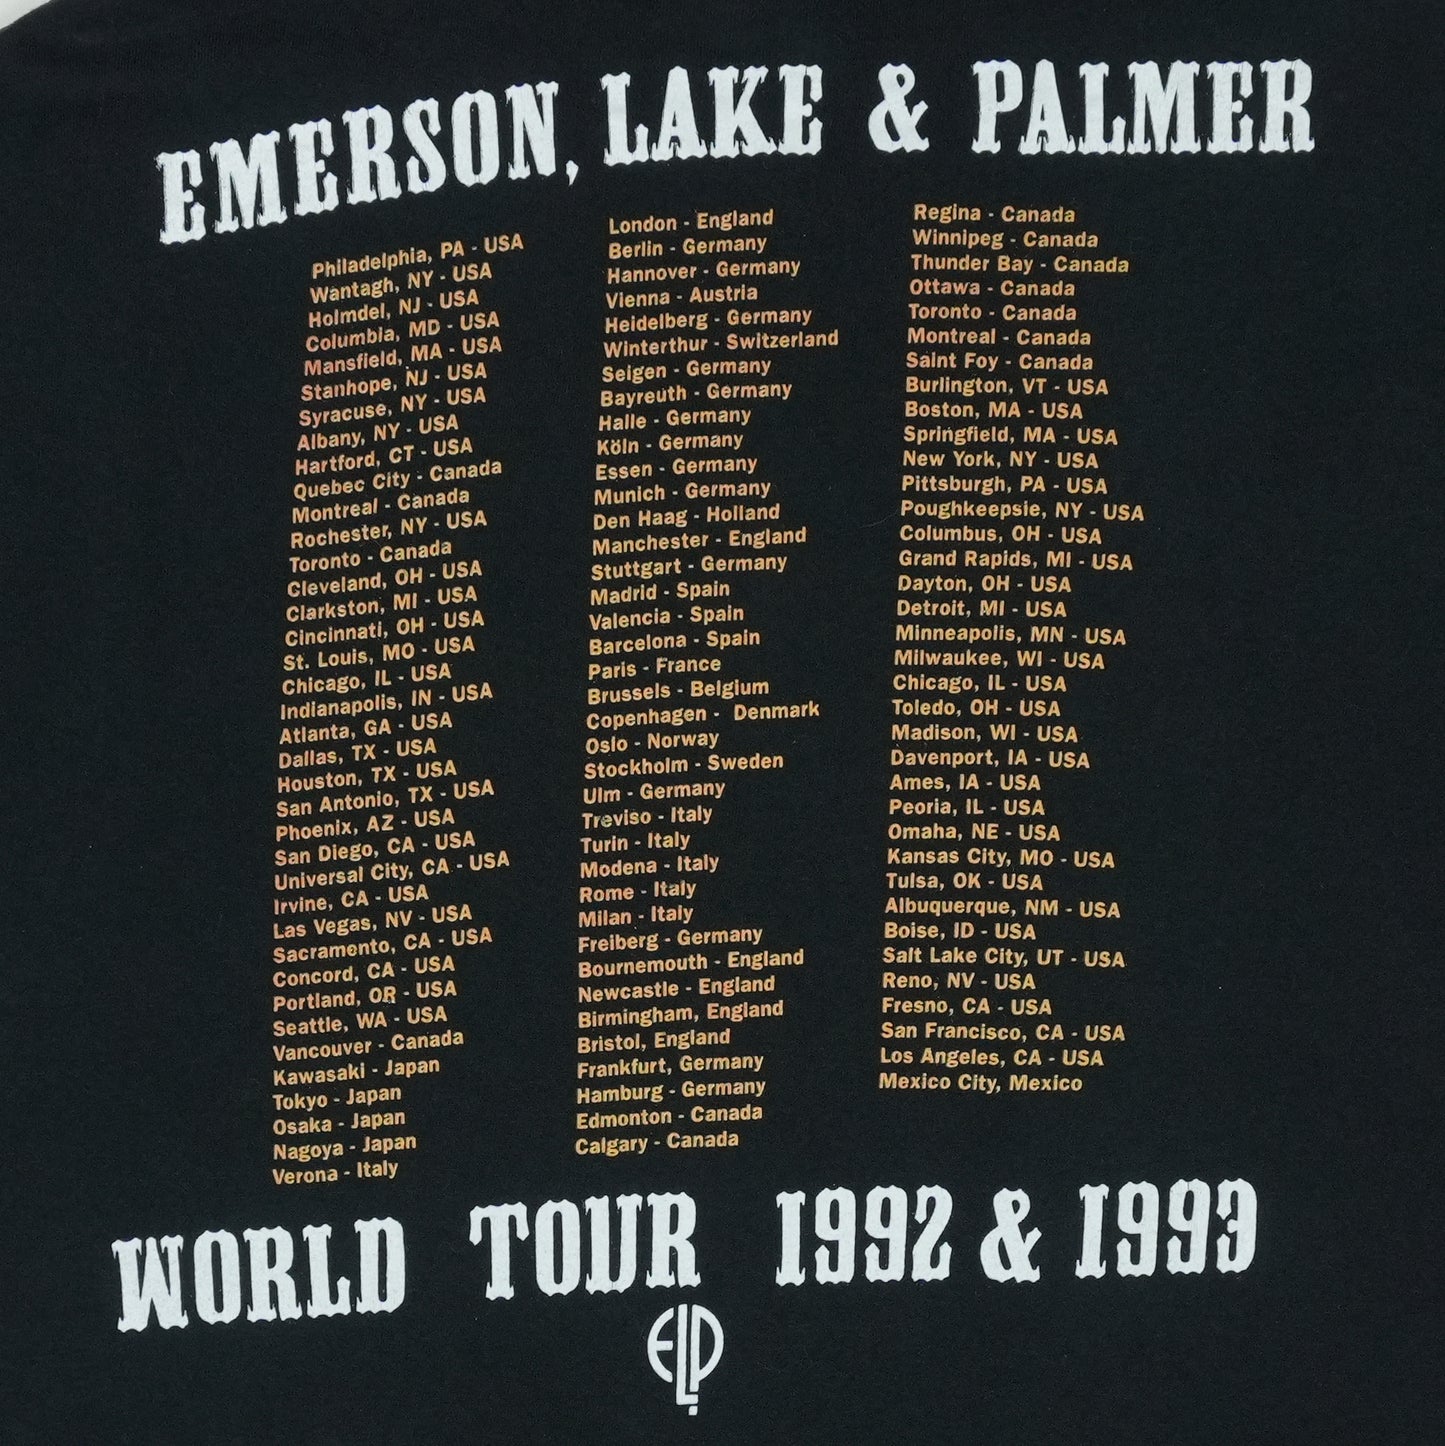 EMERSON, LAKE & PALMER
Philadelphia, PA - USA
Wantagh, NY - USA
Holmdel, NJ - USA
Columbia, MD - USA
Mansfield, MA - USA
Stanhope, NJ - USA
Syracuse, NY - USA
Albany, NY - USA
Hartford, CT - USA
Quebec City - Canada
Montreal - Canada
Rochester, NY - USA
Toronto - Canada
Cleveland, OH - USA
Clarkston, MI - USA
Cincinnati, OH - USA
St. Louis, MO - USA
Chicago, IL - USA
Indianapolis, IN - USA
Atlanta, GA - USA
Dallas, TX - USA
Houston, TX - USA
San Antonio, TX - USA
Phoenix, AZ - USA
San Diego, CA - USA
Universal City, CA - USA
Irvine, CA - USA
Las Vegas, NV - USA
Sacramento, CA - USA
Concord, CA - USA
Portland, OR - USA
Seattle, WA - USA
Vancouver - Canada
Kawasaki - Japan
Tokyo - Japan
Osaka - Japan
Nagoya - Japan
Verona - Italy
London - England
Berlin - Germany
Hannover - Germany
Vienna - Austria
Heidelberg - Germany
Winterthur - Switzerland
Seigen - Germany
Bayreuth - Germany
Halle - Germany
Köln - Germany
Essen - Germany
Munich - Germany
Den Haag - Holland
Manchester - England
Stuttgart - Germany
Madrid - Spain
Valencia - Spain
Barcelona - Spain
Paris - France
Brussels - Belgium
Copenhagen - Denmark
Oslo - Norway
Stockholm - Sweden
Ulm - Germany
Treviso - Italy
Turin - Italy
Modena - Italy
Rome - Italy
Milan - Italy
Freiberg - Germany
Bournemouth - England
Newcastle - England
Birmingham, England
Bristol, England
Frankfurt, Germany
Hamburg - Germany
Edmonton - Canada
Calgary - Canada
Regina - Canada
Winnipeg - Canada
Thunder Bay - Canada
Ottawa - Canada
Toronto - Canada
Montreal - Canada
Saint Foy - Canada
Burlington, VT - USA
Boston, MA - USA
Springfield, MA - USA
New York, NY - USA
Pittsburgh, PA - USA
Poughkeepsie, NY - USA
Columbus, OH - USA
Grand Rapids, MI - USA
Dayton, OH - USA
Detroit, MI - USA
Minneapolis, MN - USA
Milwaukee, WI - USA
Chicago, IL - USA
Toledo, OH - USA
Madison, WI - USA
Davenport, IA - USA
Ames, IA - USA
Peoria, IL - USA
Omaha, NE - USA
Kansas City, MO - USA
Tulsa, OK - USA
Albuquerque, NM - USA
Boise, ID - USA
Salt Lake City, UT - USA
Reno, NV - USA
Fresno, CA - USA
San Francisco, CA - USA
Los Angeles, CA - USA
Mexico City, Mexico
WORLD TOUR 1992 & 1993
ELP